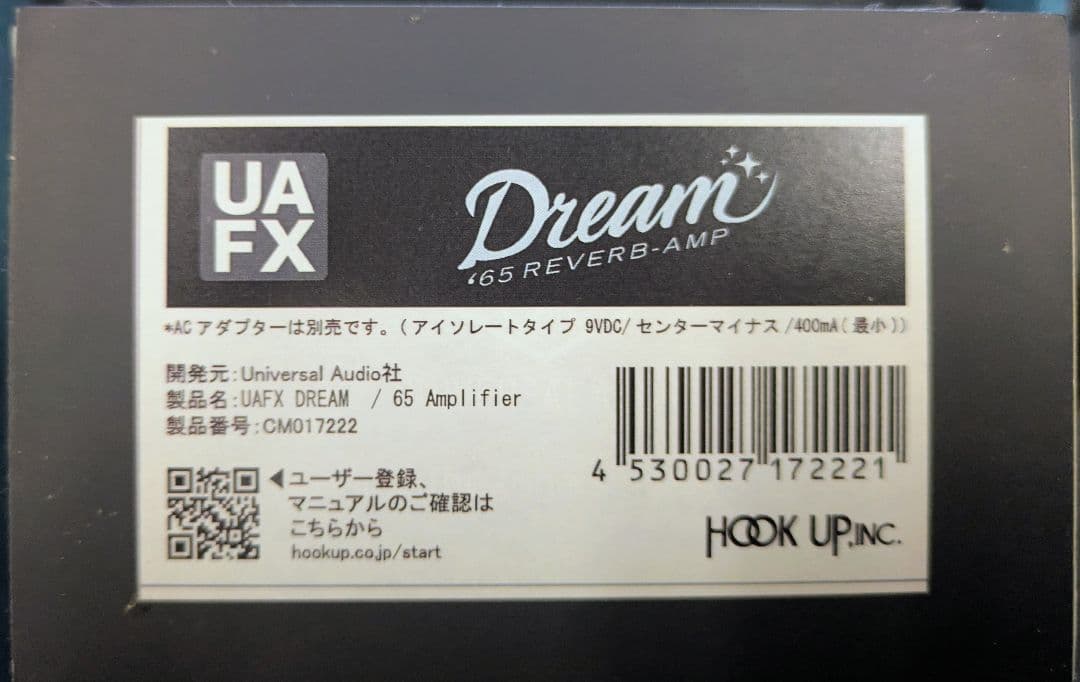 UA
FX
Dream
'65 REVERB-AMP
*ACアダプターは別売です。(アイソレートタイプ 9VDC/センターマイナス/400mA(最小))
開発元:Universal Audio社
製品名:UAFX DREAM / 65 Amplifier
製品番号:CM017222
4 530027 172221
◀ユーザー登録、
マニュアルのご確認は
こちらから
hookup.co.jp/start
HOOK UP,INC.